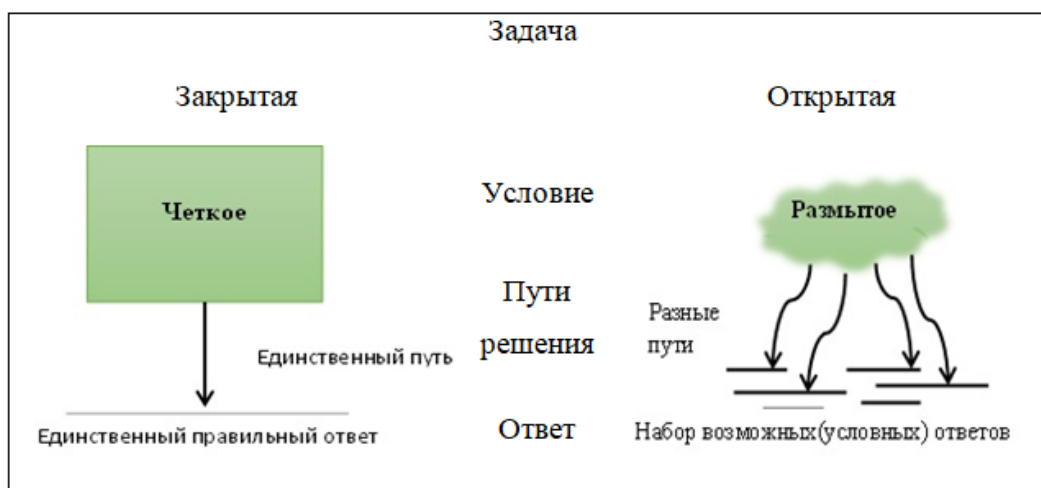 Задача
Закрытая
Открытая
Четкое
Условие
Размытое
Единственный путь
Пути
решения
Разные
пути
Единственный правильный ответ
Ответ
Набор возможных(условных) ответов